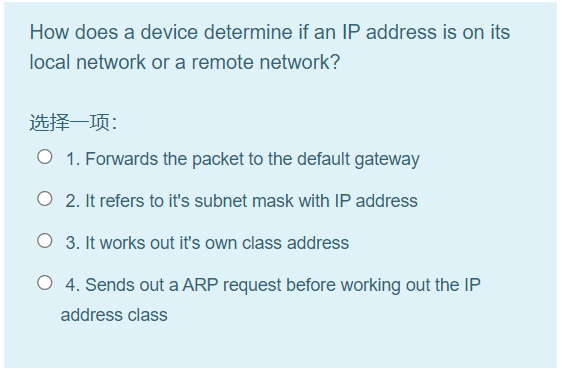 How does a device determine if an IP address is on its
local network or a remote network?
选择一项：
1. Forwards the packet to the default gateway
2. It refers to it's subnet mask with IP address
3. It works out it's own class address
4. Sends out a ARP request before working out the IP
address class